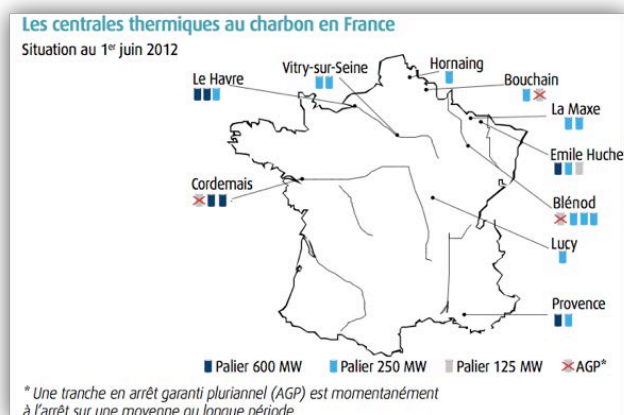 Les centrales thermiques au charbon en France
Situation au 1er juin 2012
Hornaing
Vitry-sur-Seine
Le Havre
Bouchain
La Maxe
Emile Huchet
Cordemais
Blénod
Lucy
Provence
Palier 600 MW Palier 250 MW Palier 125 MW AGP*
* Une tranche en arrêt garanti pluriannuel (AGP) est momentanément
à l'arrêt sur une moyenne ou longue période